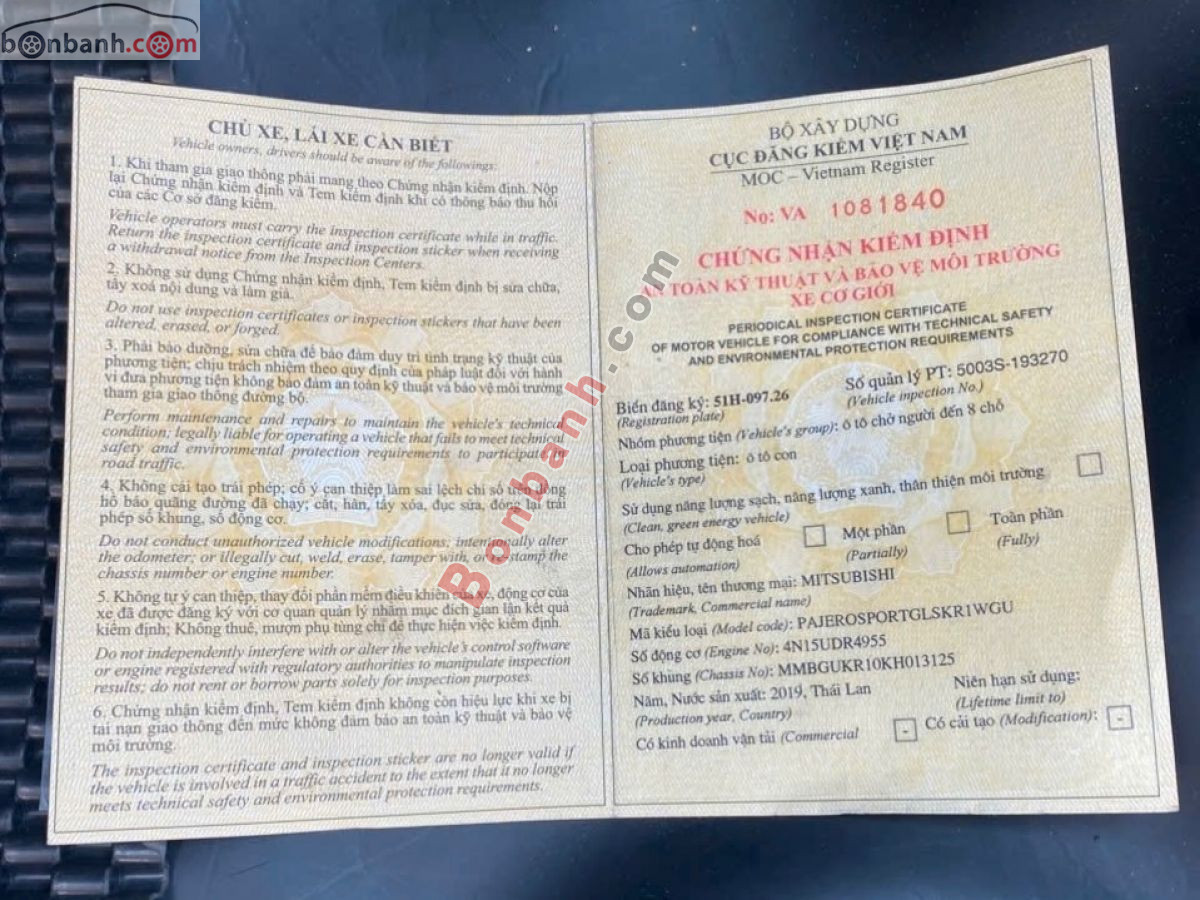 bonbanh.com
CHỦ XE, LÁI XE CẦN BIẾT
Vehicle owners, drivers should be aware of the followings:
1. Khi tham gia giao thông phải mang theo Chứng nhận kiểm định. Nộp
lại Chứng nhận kiểm định và Tem kiểm định khi có thông báo thu hồi
của các Cơ sở đăng kiểm.
Vehicle operators must carry the inspection certificate while in traffic.
Return the inspection certificate and inspection sticker when receiving
a withdrawal notice from the Inspection Centers.
2. Không sử dụng Chứng nhận kiểm định, Tem kiểm định bị sửa chữa,
tẩy xoá nội dung và làm giả.
Do not use inspection certificates or inspection stickers that have been
altered, erased, or forged.
3. Phải bảo dưỡng, sửa chữa để bảo đảm duy trì tình trạng kỹ thuật của
phương tiện; chịu trách nhiệm theo quy định của pháp luật đối với hành
vi đưa phương tiện không bảo đảm an toàn kỹ thuật và bảo vệ môi trường
tham gia giao thông đường bộ.
Perform maintenance and repairs to maintain the vehicle's technical
condition; legally liable for operating a vehicle that fails to meet technical
safety and environmental protection requirements to participate in
road traffic.
4. Không cải tạo trái phép; cố ý can thiệp làm sai lệch chỉ số trên đồng
hồ báo quãng đường đã chạy; cắt, hàn, tẩy xóa, đục sửa, đóng lại trái
phép số khung, số động cơ.
Do not conduct unauthorized vehicle modifications, intentionally alter
the odometer; or illegally cut, weld, erase, tamper with, or re-stamp the
chassis number or engine number.
5. Không tự ý can thiệp, thay đổi phần mềm điều khiển của xe, động cơ của
xe đã được đăng ký với cơ quan quản lý nhằm mục đích gian lận kết quả
kiểm định; Không thuê, mượn phụ tùng chỉ để thực hiện việc kiểm định.
Do not independently interfere with or alter the vehicle's control software
or engine registered with regulatory authorities to manipulate inspection
results; do not rent or borrow parts solely for inspection purposes.
6. Chứng nhận kiểm định, Tem kiểm định không còn hiệu lực khi xe bị
tai nạn giao thông đến mức không đảm bảo an toàn kỹ thuật và bảo vệ
môi trường.
The inspection certificate and inspection sticker are no longer valid if
the vehicle is involved in a traffic accident to the extent that it no longer
meets technical safety and environmental protection requirements.
BỘ XÂY DỰNG
CỤC ĐĂNG KIỂM VIỆT NAM
MOC – Vietnam Register
No: VA 1081840
CHỨNG NHẬN KIỂM ĐỊNH
AN TOÀN KỸ THUẬT VÀ BẢO VỆ MÔI TRƯỜNG
XE CƠ GIỚI
PERIODICAL INSPECTION CERTIFICATE
OF MOTOR VEHICLE FOR COMPLIANCE WITH TECHNICAL SAFETY
AND ENVIRONMENTAL PROTECTION REQUIREMENTS
Biển đăng ký: 51H-097.26 Số quản lý PT: 5003S-193270
(Registration plate) (Vehicle inpection No.)
Nhóm phương tiện (Vehicle's group): ô tô chở người đến 8 chỗ
Loại phương tiện: ô tô con
(Vehicle's type)
Sử dụng năng lượng sạch, năng lượng xanh, thân thiện môi trường
(Clean, green energy vehicle)
Cho phép tự động hoá Một phần Toàn phần
(Allows automation) (Partially) (Fully)
Nhãn hiệu, tên thương mại: MITSUBISHI
(Trademark, Commercial name)
Mã kiểu loại (Model code): PAJEROSPORTGLSKR1WGU
Số động cơ (Engine No): 4N15UDR4955
Số khung (Chassis No): MMBGUKR10KH013125
Năm, Nước sản xuất: 2019, Thái Lan Niên hạn sử dụng:
(Production year, Country) (Lifetime limit to)
Có kinh doanh vận tải (Commercial - Có cải tạo (Modification): -
Bonbanh.com